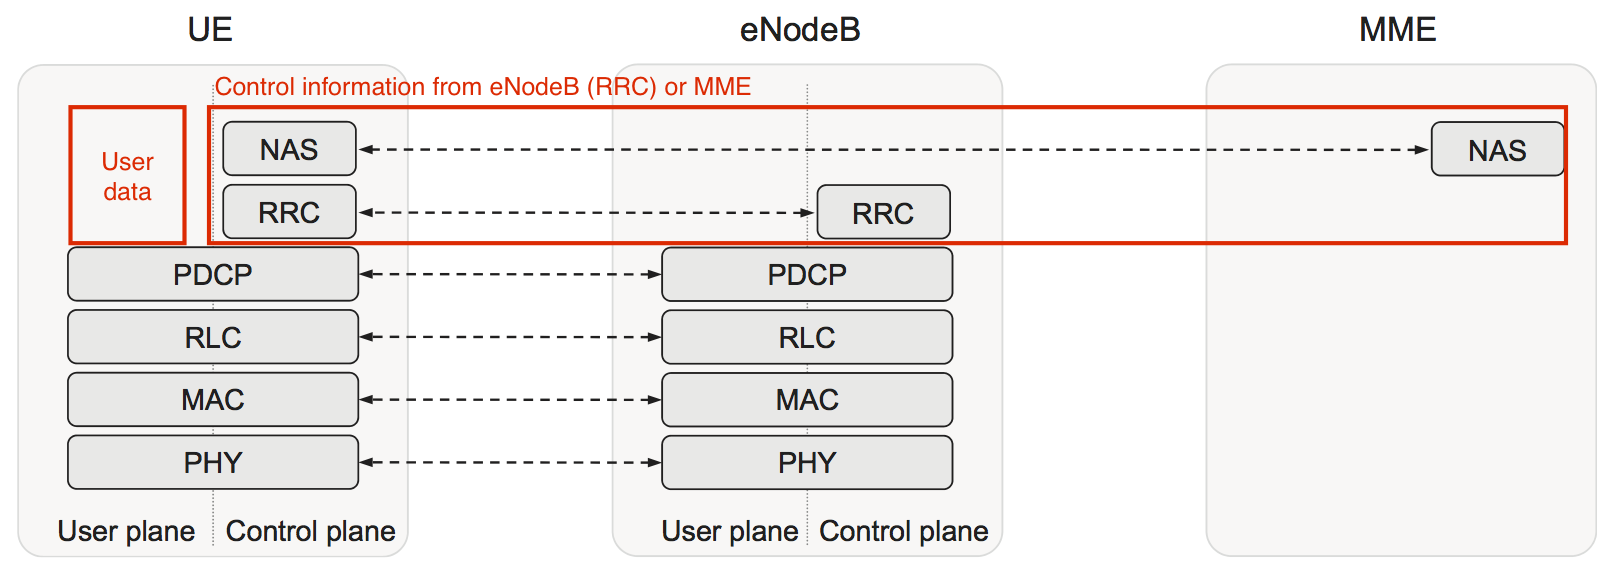 UE
eNodeB
MME
Control information from eNodeB (RRC) or MME
User
data
NAS
NAS
RRC
RRC
PDCP
PDCP
RLC
RLC
MAC
MAC
PHY
PHY
User plane
Control plane
User plane
Control plane